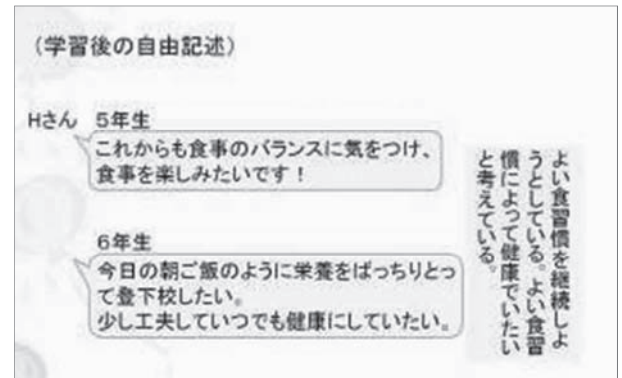 （学習後の自由記述）
Hさん　5年生
これからも食事のバランスに気をつけ、
食事を楽しみたいです！
6年生
今日の朝ご飯のように栄養をばっちりとっ
て登下校したい。
少し工夫していつでも健康にしていたい。
よい食習慣を継続しよ
うとしている。よい食習
慣によって健康でいたい
と考えている。